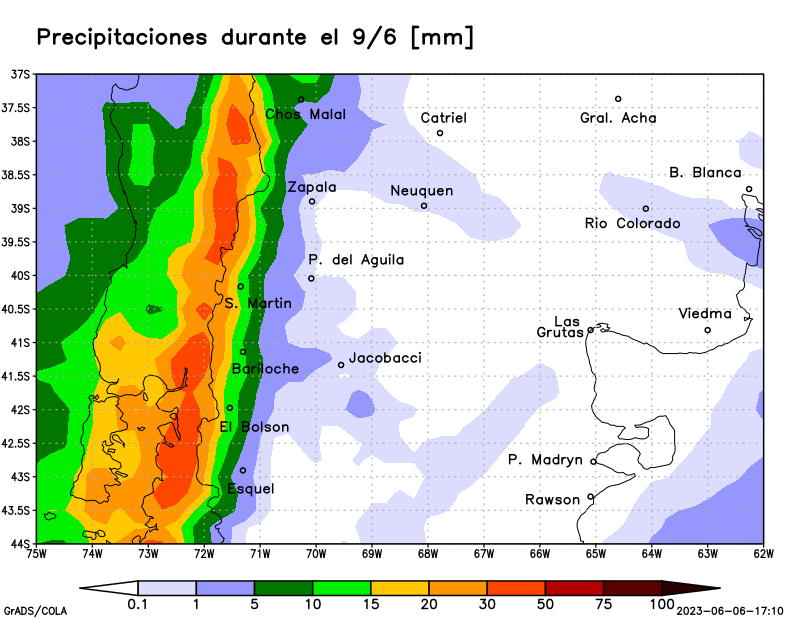 Precipitaciones durante el 9/6 [mm]
37S
37.5S
38S
38.5S
39S
39.5S
40S
40.5S
41S
41.5S
42S
42.5S
43S
43.5S
44S
Chos Malal
Catriel
Gral. Acha
B. Blanca
Zapala
Neuquen
Rio Colorado
P. del Aguila
S. Martin
Viedma
Las
Grutas
Jacobacci
Bariloche
El Bolson
P. Madryn
Esquel
Rawson
75W 74W 73W 72W 71W 70W 69W 68W 67W 66W 65W 64W 63W 62W
0.1 1 5 10 15 20 30 50 75 100
GrADS/COLA
2023-06-06-17:10